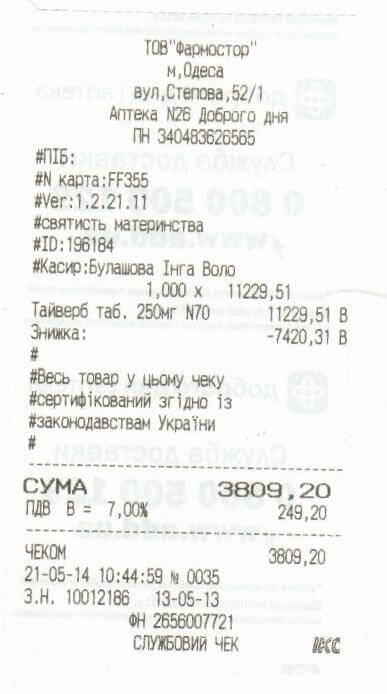 ТОВ"Фармостор"
м,Одеса
вул,Степова,52/1
Аптека N26 Доброго дня
ПН 340483626565
#ПІБ:
#N карта:FF355
#Ver:1.2.21.11
#святисть материнства
#ID:196184
#Касир:Булашова Інга Воло
1,000 x 11229,51
Тайверб таб. 250мг N70 11229,51 В
Знижка: -7420,31 В
#
#Весь товар у цьому чеку
#сертифікований згідно із
#законодавствам України
#
СУМА 3809,20
ПДВ В = 7,00% 249,20
ЧЕКОМ 3809,20
21-05-14 10:44:59 № 0035
З.Н. 10012186 13-05-13
ФН 2656007721
СЛУЖБОВИЙ ЧЕК ІКС